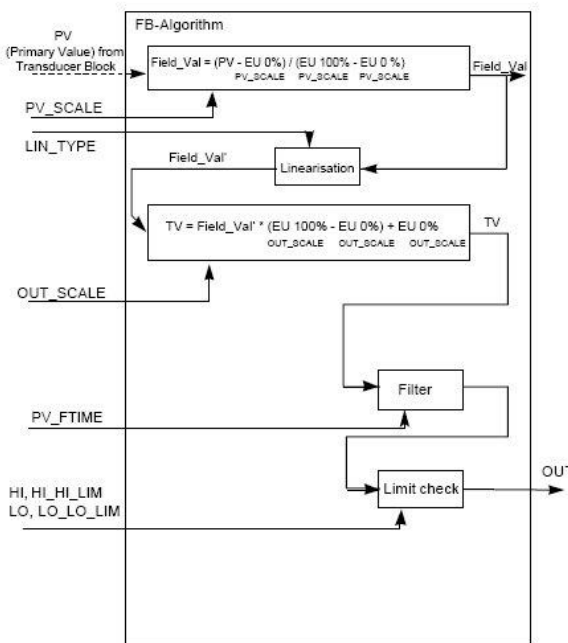 FB-Algorithm
PV
(Primary Value) from
Transducer Block
Field_Val = (PV - EU 0%) / (EU 100% - EU 0 %)
PV_SCALE PV_SCALE PV_SCALE
Field_Val
PV_SCALE
LIN_TYPE
Field_Val'
Linearisation
TV = Field_Val' * (EU 100% - EU 0%) + EU 0%
OUT_SCALE OUT_SCALE OUT_SCALE
TV
OUT_SCALE
Filter
PV_FTIME
Limit check
OUT
HI, HI_HI_LIM
LO, LO_LO_LIM